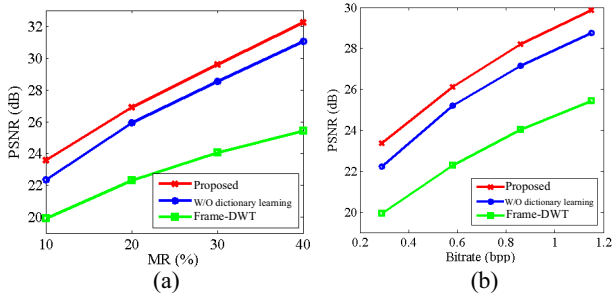 32
30
28
26
24
22
20
PSNR (dB)
Proposed
W/O dictionary learning
Frame-DWT
10
20
30
40
MR (%)
(a)
30
28
26
24
22
20
PSNR (dB)
Proposed
W/O dictionary learning
Frame-DWT
0.2
0.4
0.6
0.8
1
1.2
Bitrate (bpp)
(b)